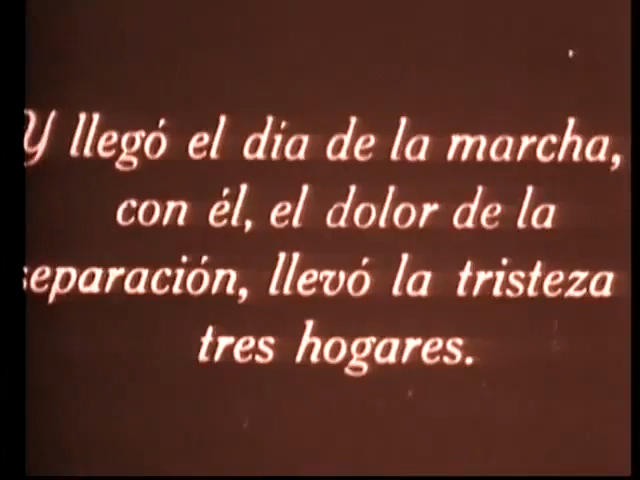 Y llegó el dia de la marcha,
con él, el dolor de la
separación, llevó la tristeza
tres hogares.